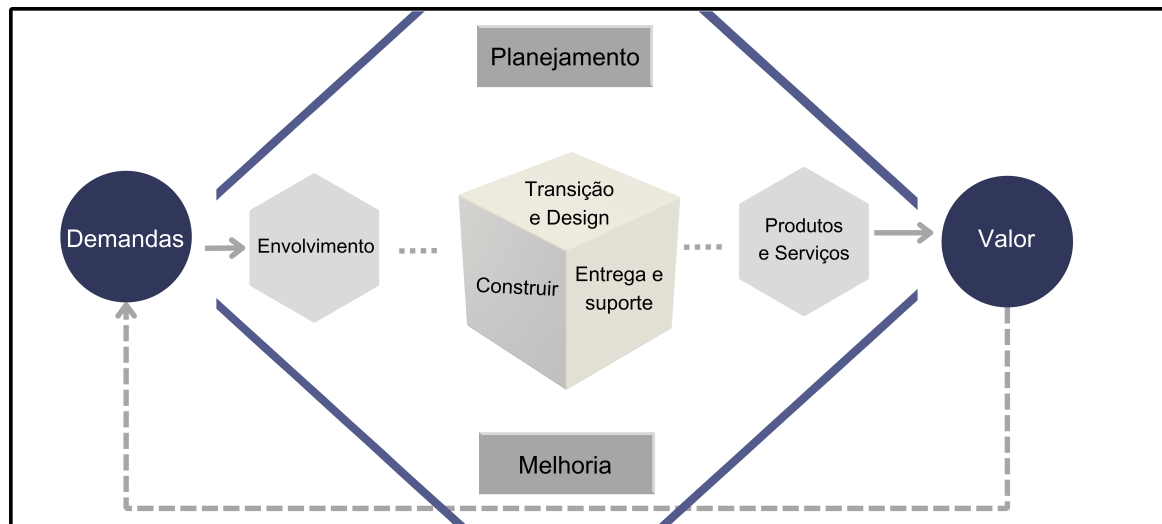 Planejamento
Demandas
Envolvimento
Transição
e Design
Construir
Entrega e
suporte
Produtos
e Serviços
Valor
Melhoria